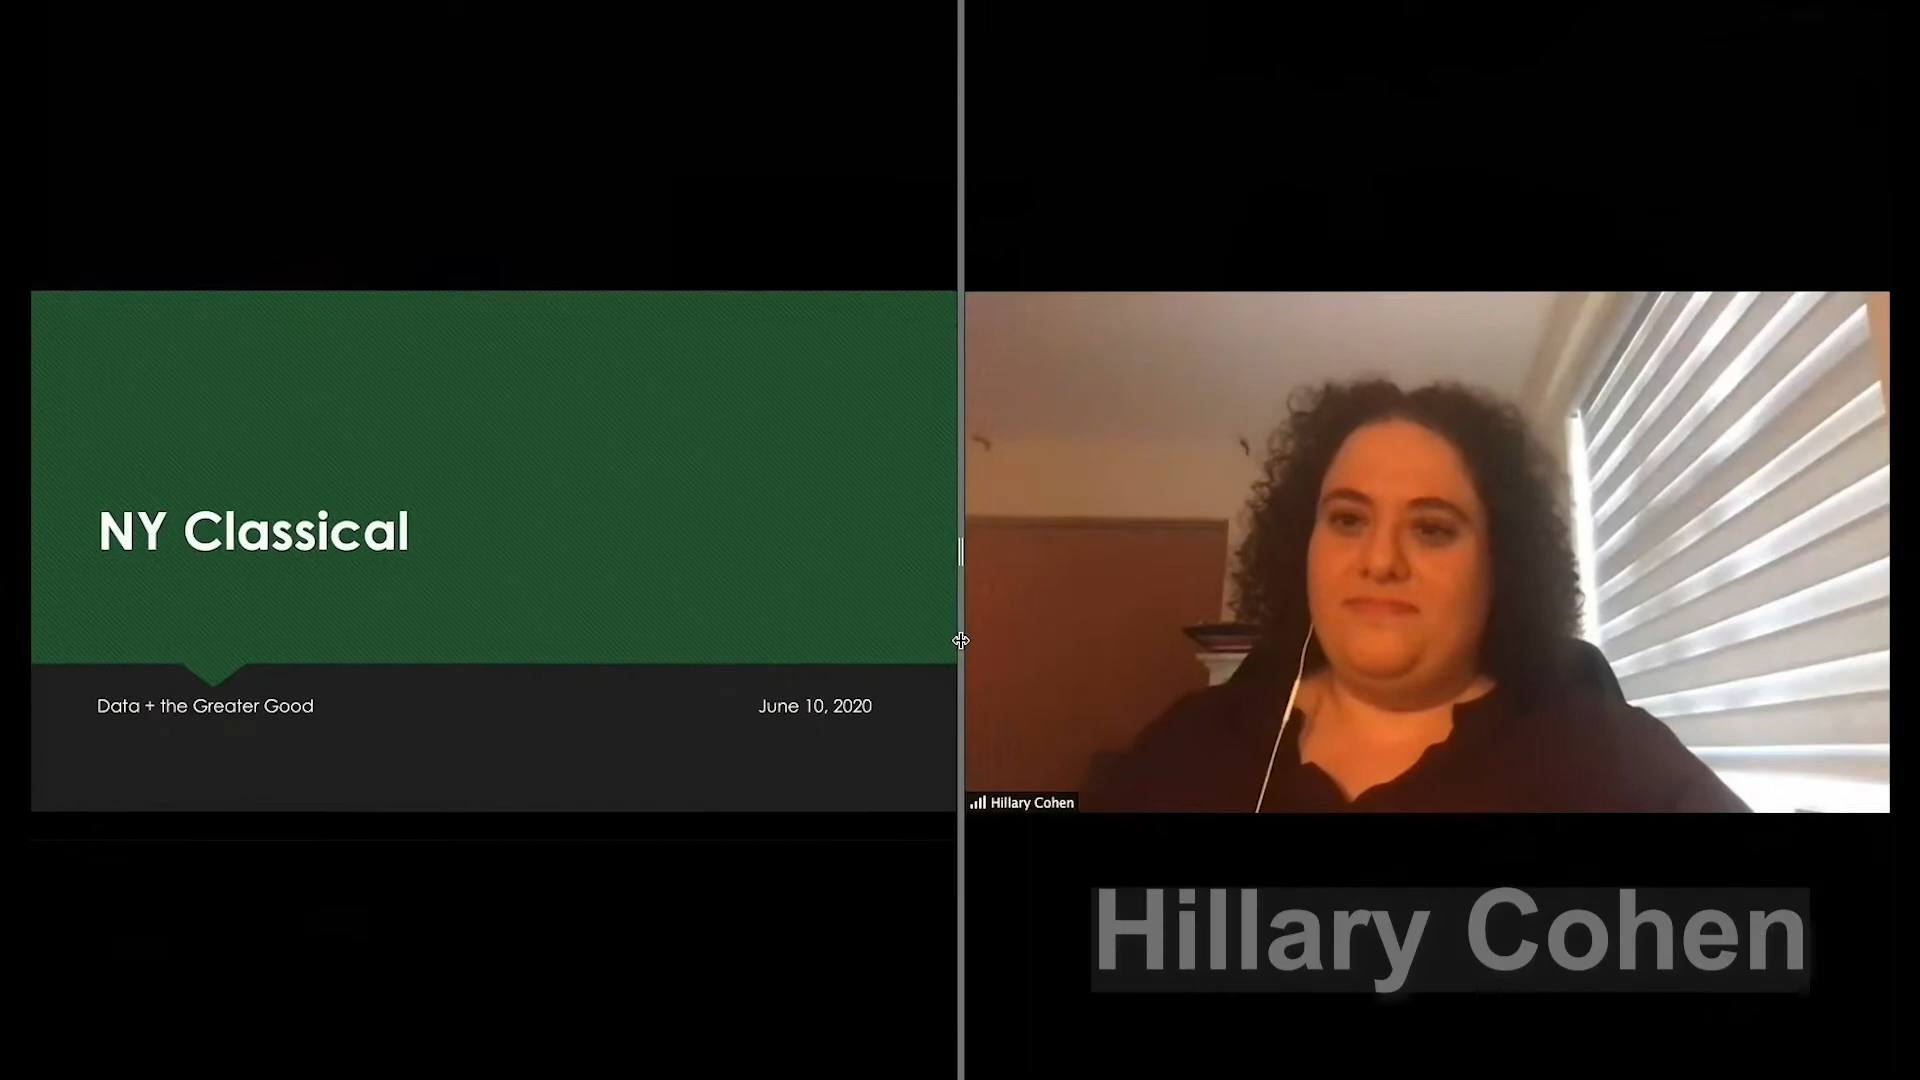 NY Classical
Data + the Greater Good
June 10, 2020
Hillary Cohen
Hillary Cohen